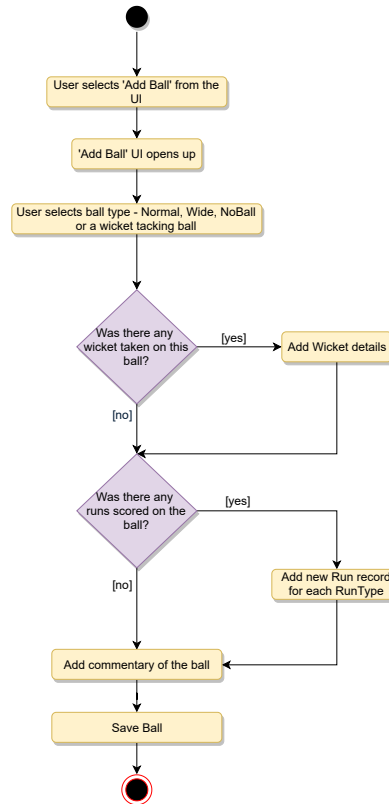 User selects 'Add Ball' from the
UI
'Add Ball' UI opens up
User selects ball type - Normal, Wide, NoBall
or a wicket tacking ball
Was there any
wicket taken on this
ball?
[yes]
Add Wicket details
[no]
Was there any
runs scored on the
ball?
[yes]
Add new Run record
for each RunType
[no]
Add commentary of the ball
Save Ball